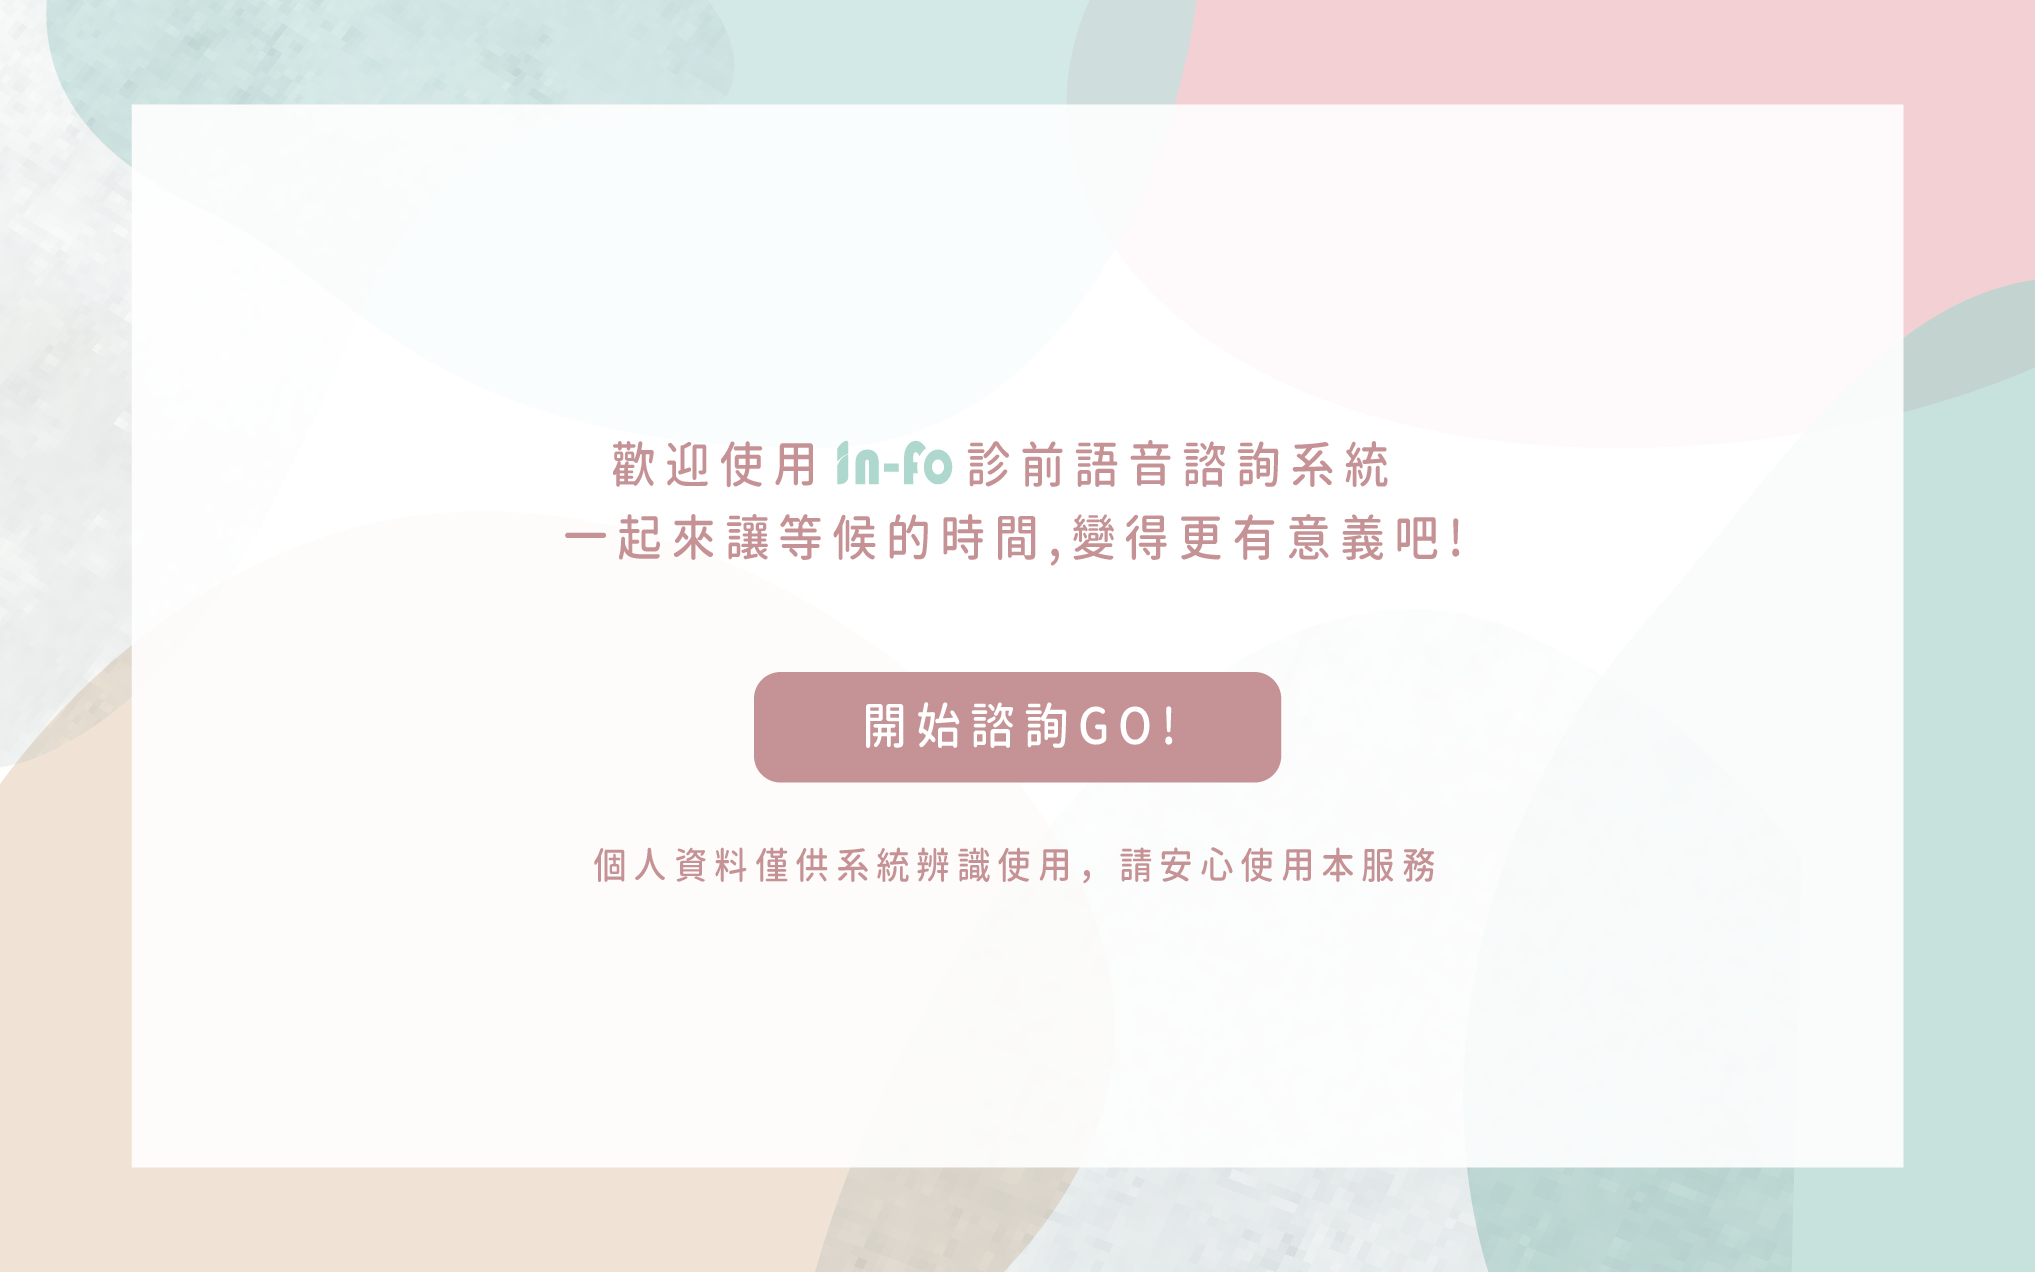 歡迎使用 In-Fo 診前語音諮詢系統
一起來讓等候的時間,變得更有意義吧!
開始諮詢GO!
個人資料僅供系統辨識使用，請安心使用本服務